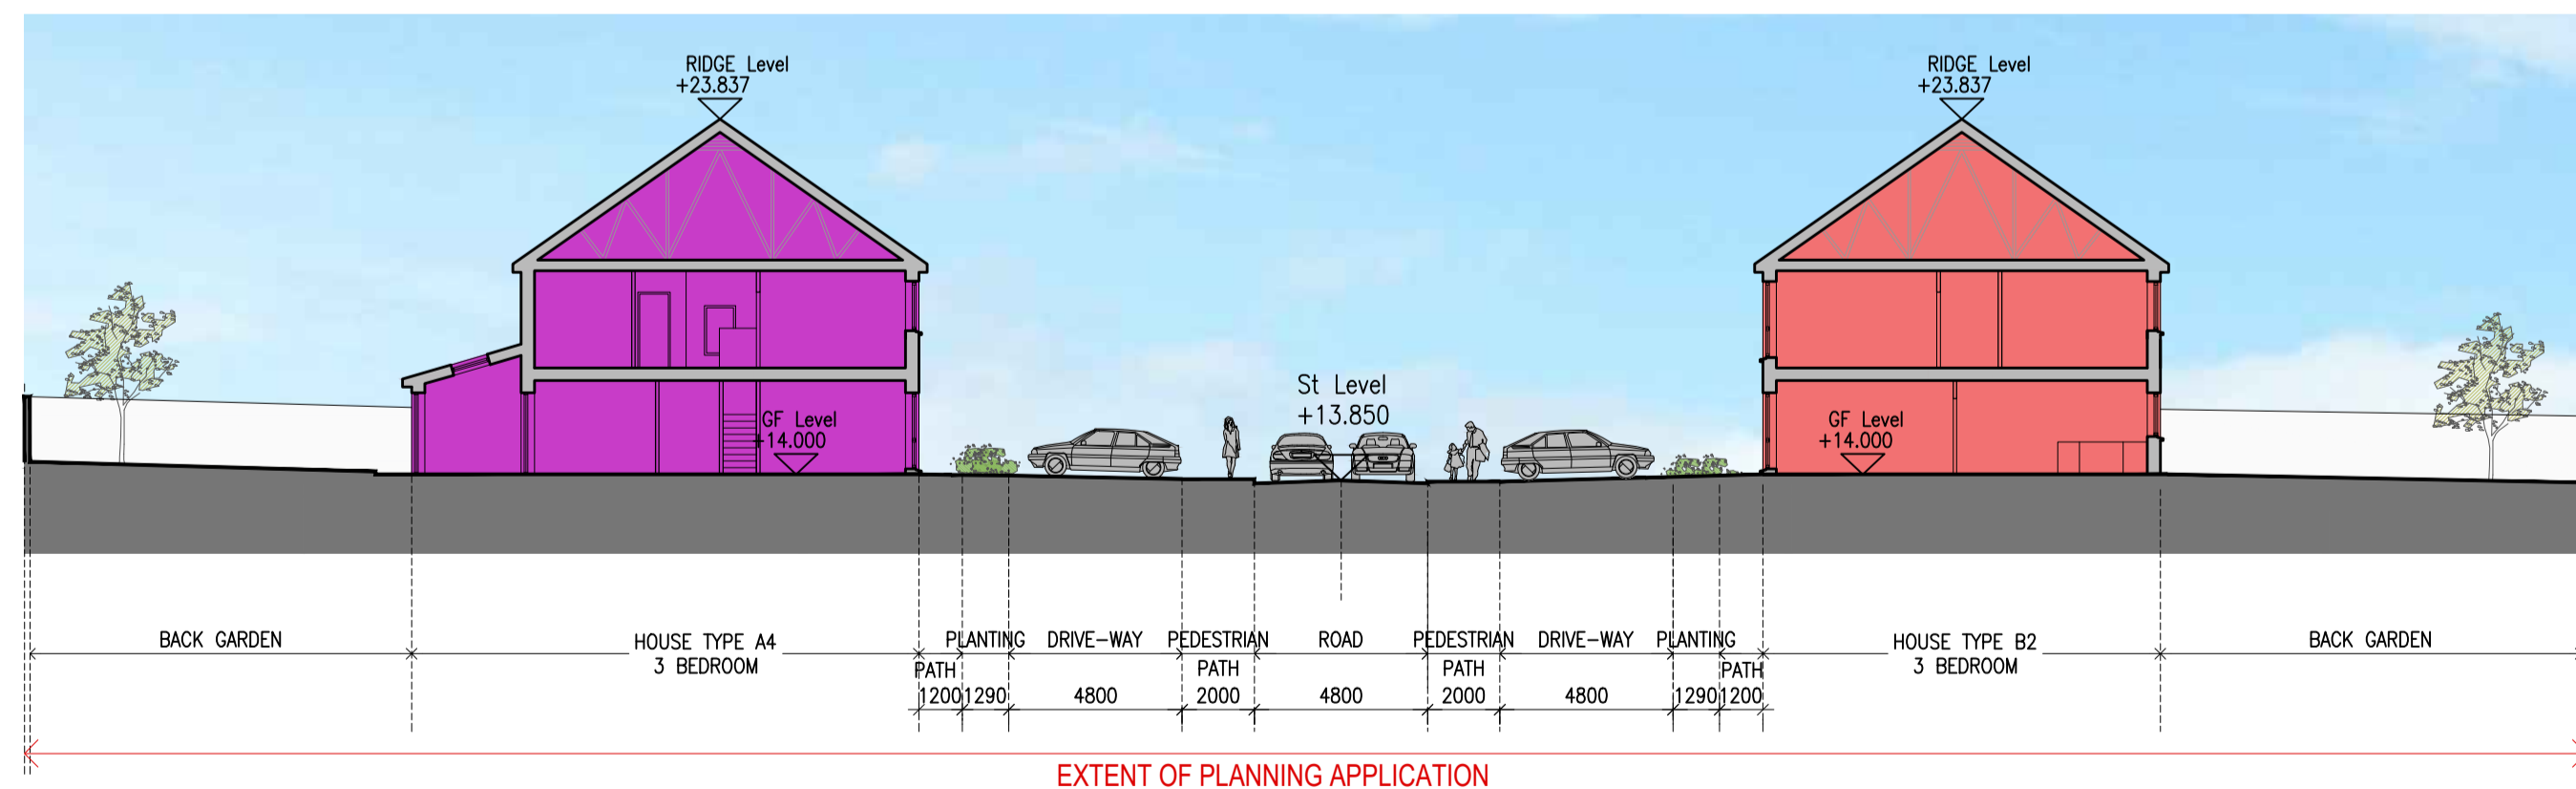 RIDGE Level
+23.837
RIDGE Level
+23.837
St Level
+13.850
GF Level
+14.000
GF Level
+14.000
BACK GARDEN
HOUSE TYPE A4
3 BEDROOM
PATH
1200
PLANTING
1290
DRIVE-WAY
4800
PEDESTRIAN
PATH
2000
ROAD
4800
PEDESTRIAN
PATH
2000
DRIVE-WAY
4800
PLANTING
1290
PATH
1200
HOUSE TYPE B2
3 BEDROOM
BACK GARDEN
EXTENT OF PLANNING APPLICATION